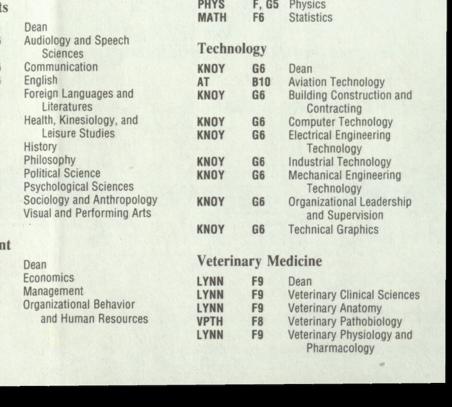 ts
Dean
Audiology and Speech
Sciences
Communication
English
Foreign Languages and
Literatures
Health, Kinesiology, and
Leisure Studies
History
Philosophy
Political Science
Psychological Sciences
Sociology and Anthropology
Visual and Performing Arts
nt
Dean
Economics
Management
Organizational Behavior
and Human Resources
PHYS F, G5 Physics
MATH F6 Statistics
Technology
KNOY G6 Dean
AT B10 Aviation Technology
KNOY G6 Building Construction and
Contracting
KNOY G6 Computer Technology
KNOY G6 Electrical Engineering
Technology
KNOY G6 Industrial Technology
KNOY G6 Mechanical Engineering
Technology
KNOY G6 Organizational Leadership
and Supervision
KNOY G6 Technical Graphics
Veterinary Medicine
LYNN F9 Dean
LYNN F9 Veterinary Clinical Sciences
LYNN F9 Veterinary Anatomy
VPTH F8 Veterinary Pathobiology
LYNN F9 Veterinary Physiology and
Pharmacology